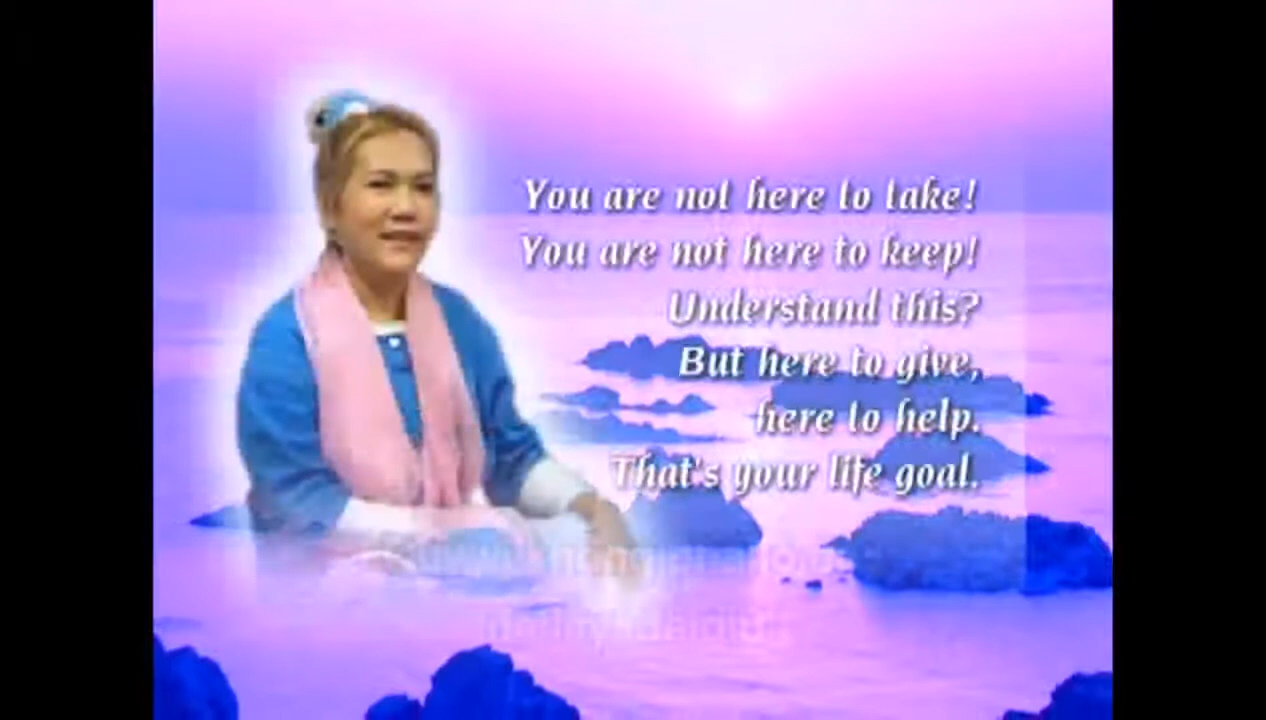 You are not here to take!
You are not here to keep!
Understand this?
But here to give,
here to help.
That's your life goal.